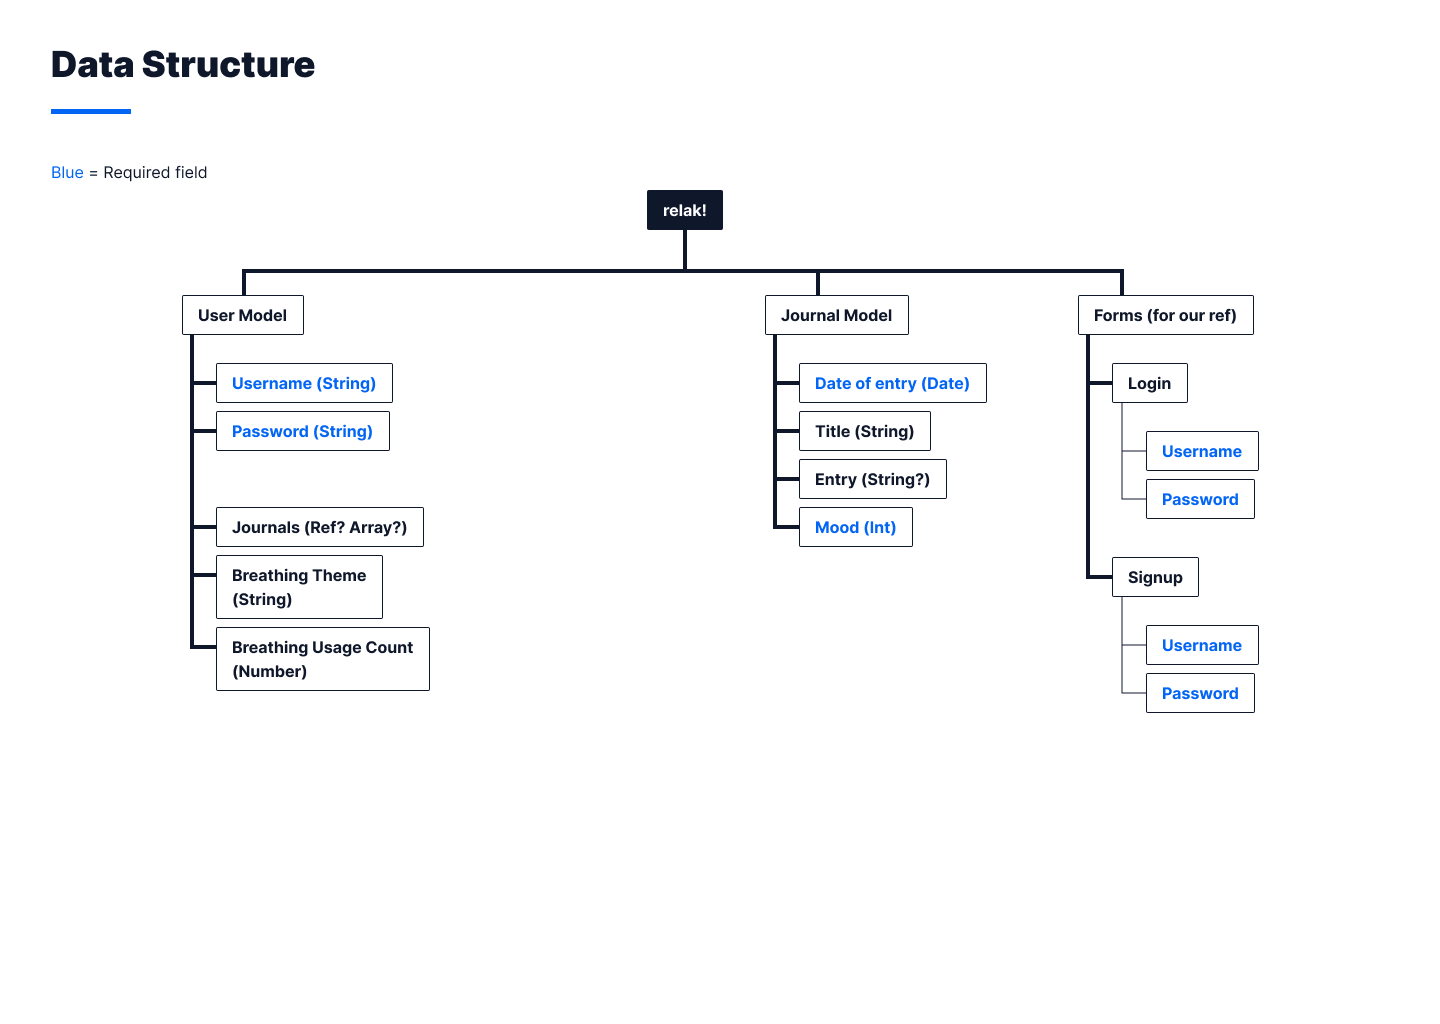 Data Structure
Blue = Required field
relak!
User Model
Username (String)
Password (String)
Journals (Ref? Array?)
Breathing Theme
(String)
Breathing Usage Count
(Number)
Journal Model
Date of entry (Date)
Title (String)
Entry (String?)
Mood (Int)
Forms (for our ref)
Login
Username
Password
Signup
Username
Password